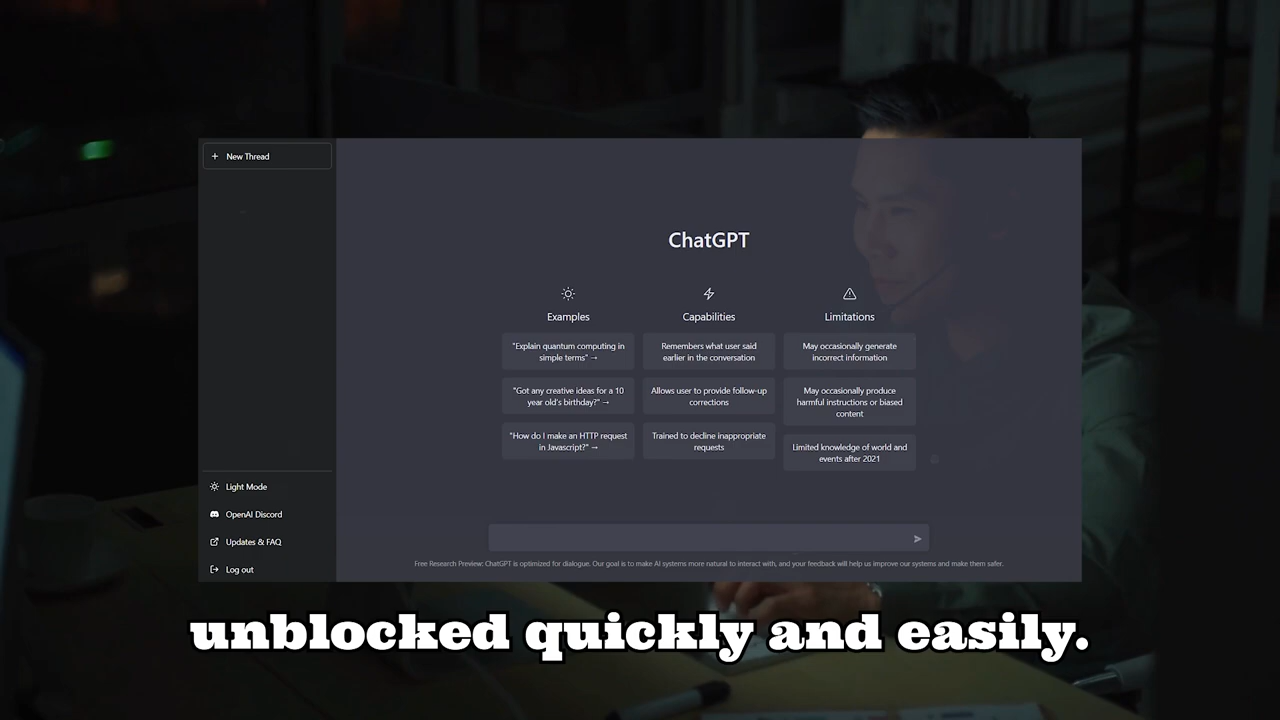 New Thread
ChatGPT
Examples
Capabilities
Limitations
"Explain quantum computing in
simple terms" →
Remembers what user said
earlier in the conversation
May occasionally generate
incorrect information
"Got any creative ideas for a 10
year old's birthday?" →
Allows user to provide follow-up
corrections
May occasionally produce
harmful instructions or biased
content
"How do I make an HTTP request
in Javascript?" →
Trained to decline inappropriate
requests
Limited knowledge of world and
events after 2021
Light Mode
OpenAI Discord
Updates & FAQ
Log out
Free Research Preview: ChatGPT is optimized for dialogue. Our goal is to make AI systems more natural to interact with, and your feedback will help us improve our systems and make them safer.
unblocked quickly and easily.